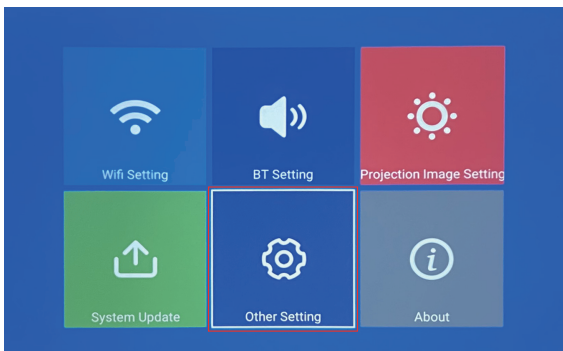 Wifi Setting
BT Setting
Projection Image Setting
System Update
Other Setting
About